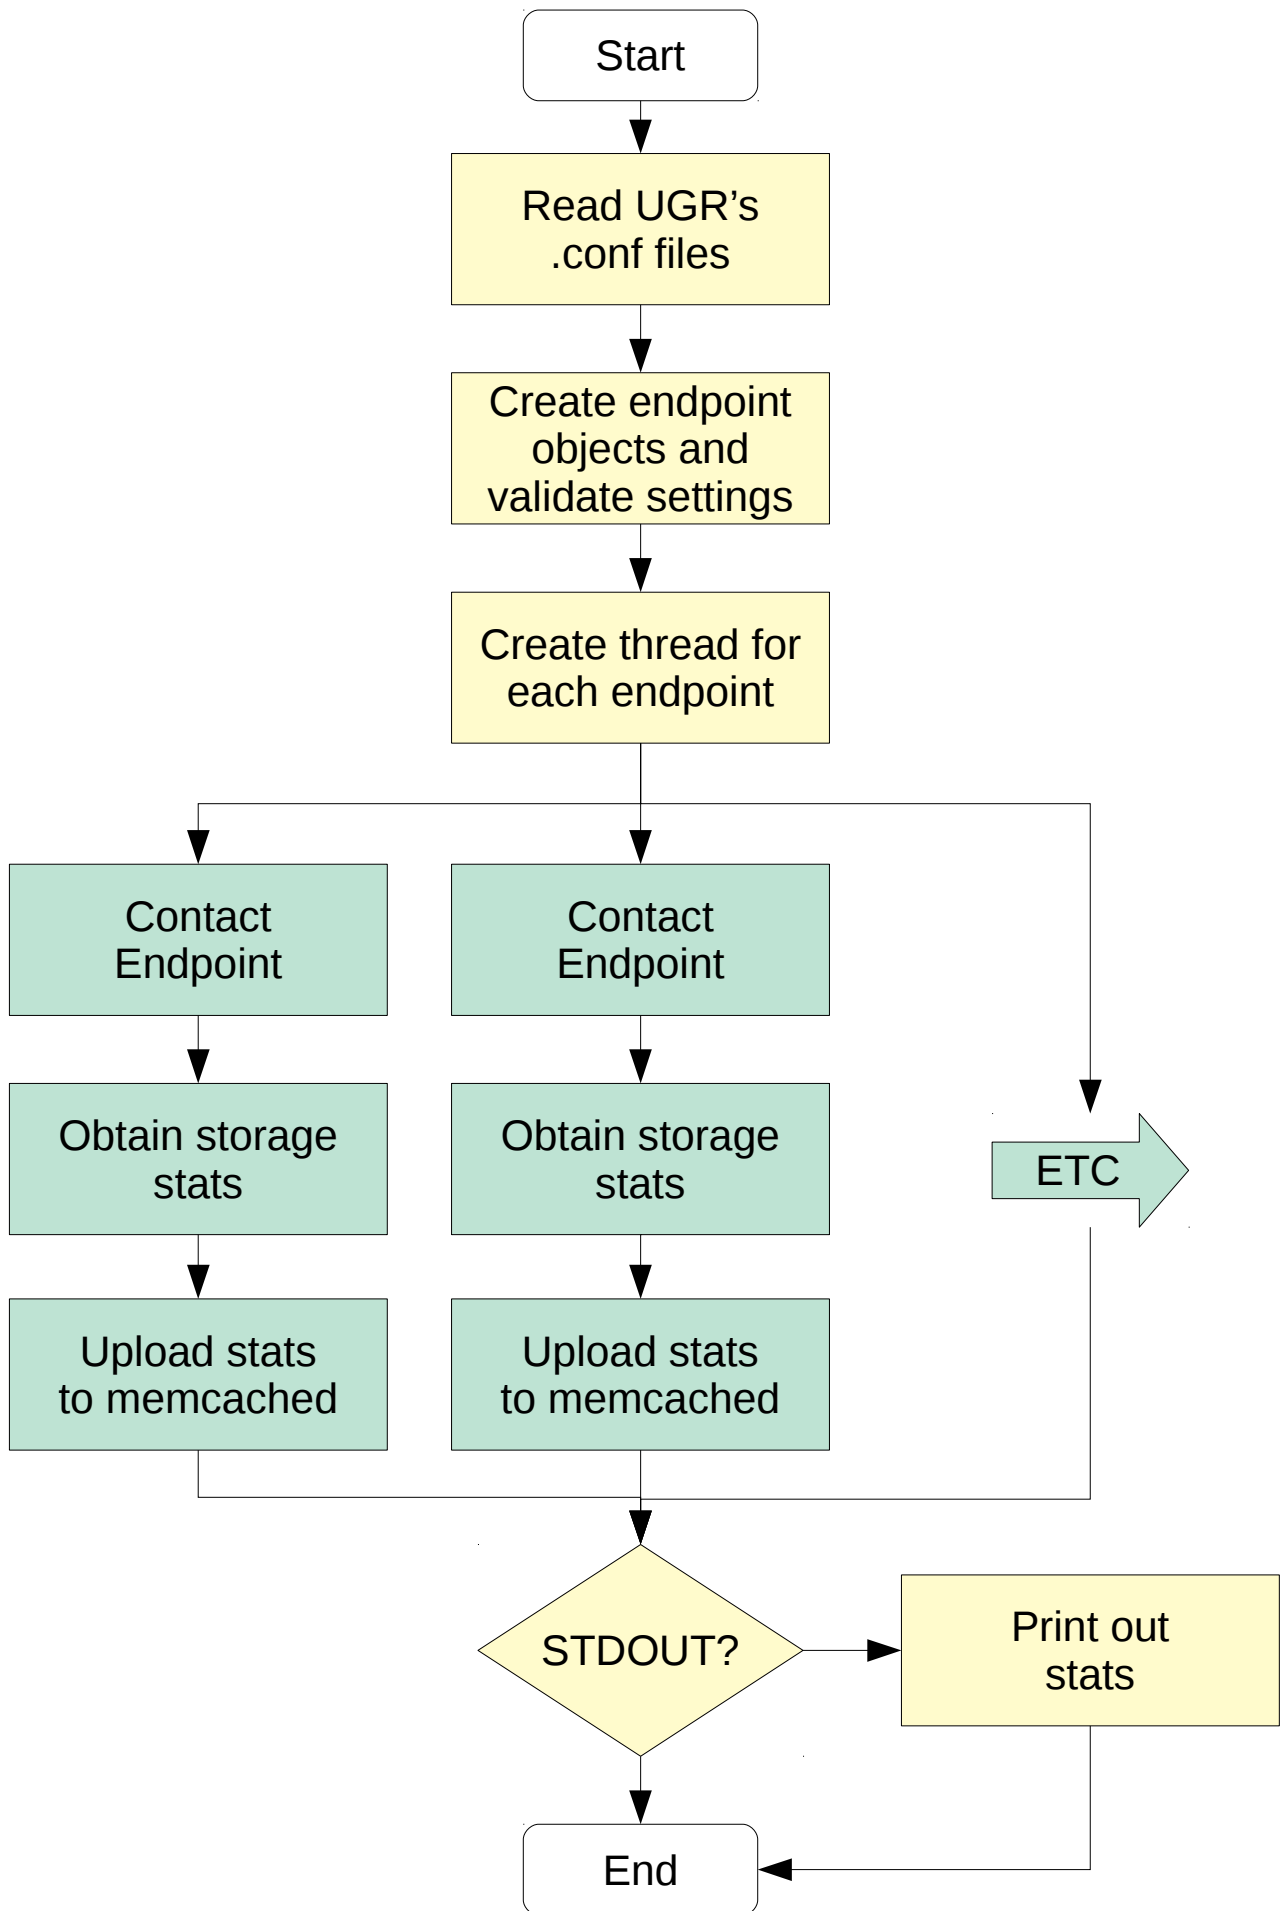 Start
Read UGR’s
.conf files
Create endpoint
objects and
validate settings
Create thread for
each endpoint
Contact
Endpoint
Contact
Endpoint
Obtain storage
stats
Obtain storage
stats
ETC
Upload stats
to memcached
Upload stats
to memcached
STDOUT?
Print out
stats
End